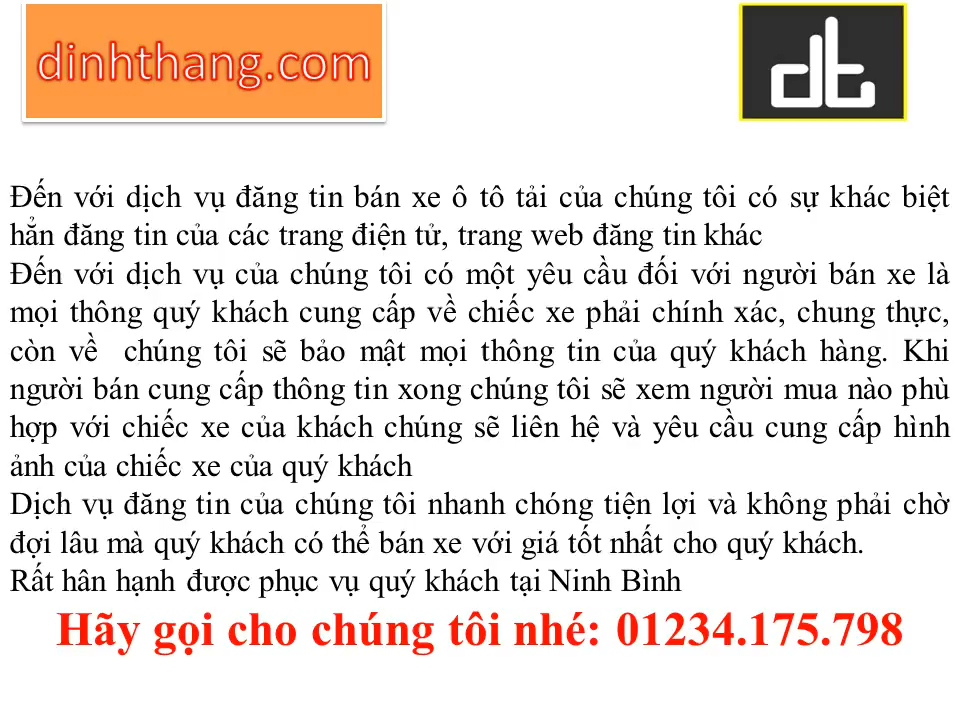 dinhthang.com
dt
Đến với dịch vụ đăng tin bán xe ô tô tải của chúng tôi có sự khác biệt
hẳn đăng tin của các trang điện tử, trang web đăng tin khác
Đến với dịch vụ của chúng tôi có một yêu cầu đối với người bán xe là
mọi thông quý khách cung cấp về chiếc xe phải chính xác, chung thực,
còn về chúng tôi sẽ bảo mật mọi thông tin của quý khách hàng. Khi
người bán cung cấp thông tin xong chúng tôi sẽ xem người mua nào phù
hợp với chiếc xe của khách chúng sẽ liên hệ và yêu cầu cung cấp hình
ảnh của chiếc xe của quý khách
Dịch vụ đăng tin của chúng tôi nhanh chóng tiện lợi và không phải chờ
đợi lâu mà quý khách có thể bán xe với giá tốt nhất cho quý khách.
Rất hân hạnh được phục vụ quý khách tại Ninh Bình
Hãy gọi cho chúng tôi nhé: 01234.175.798